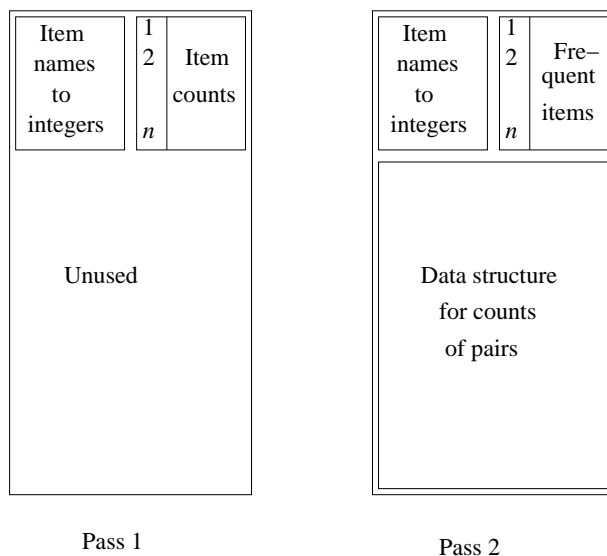 Item
names
to
integers
1
2
n
Item
counts
Unused
Pass 1
Item
names
to
integers
1
2
n
Fre–
quent
items
Data structure
for counts
of pairs
Pass 2